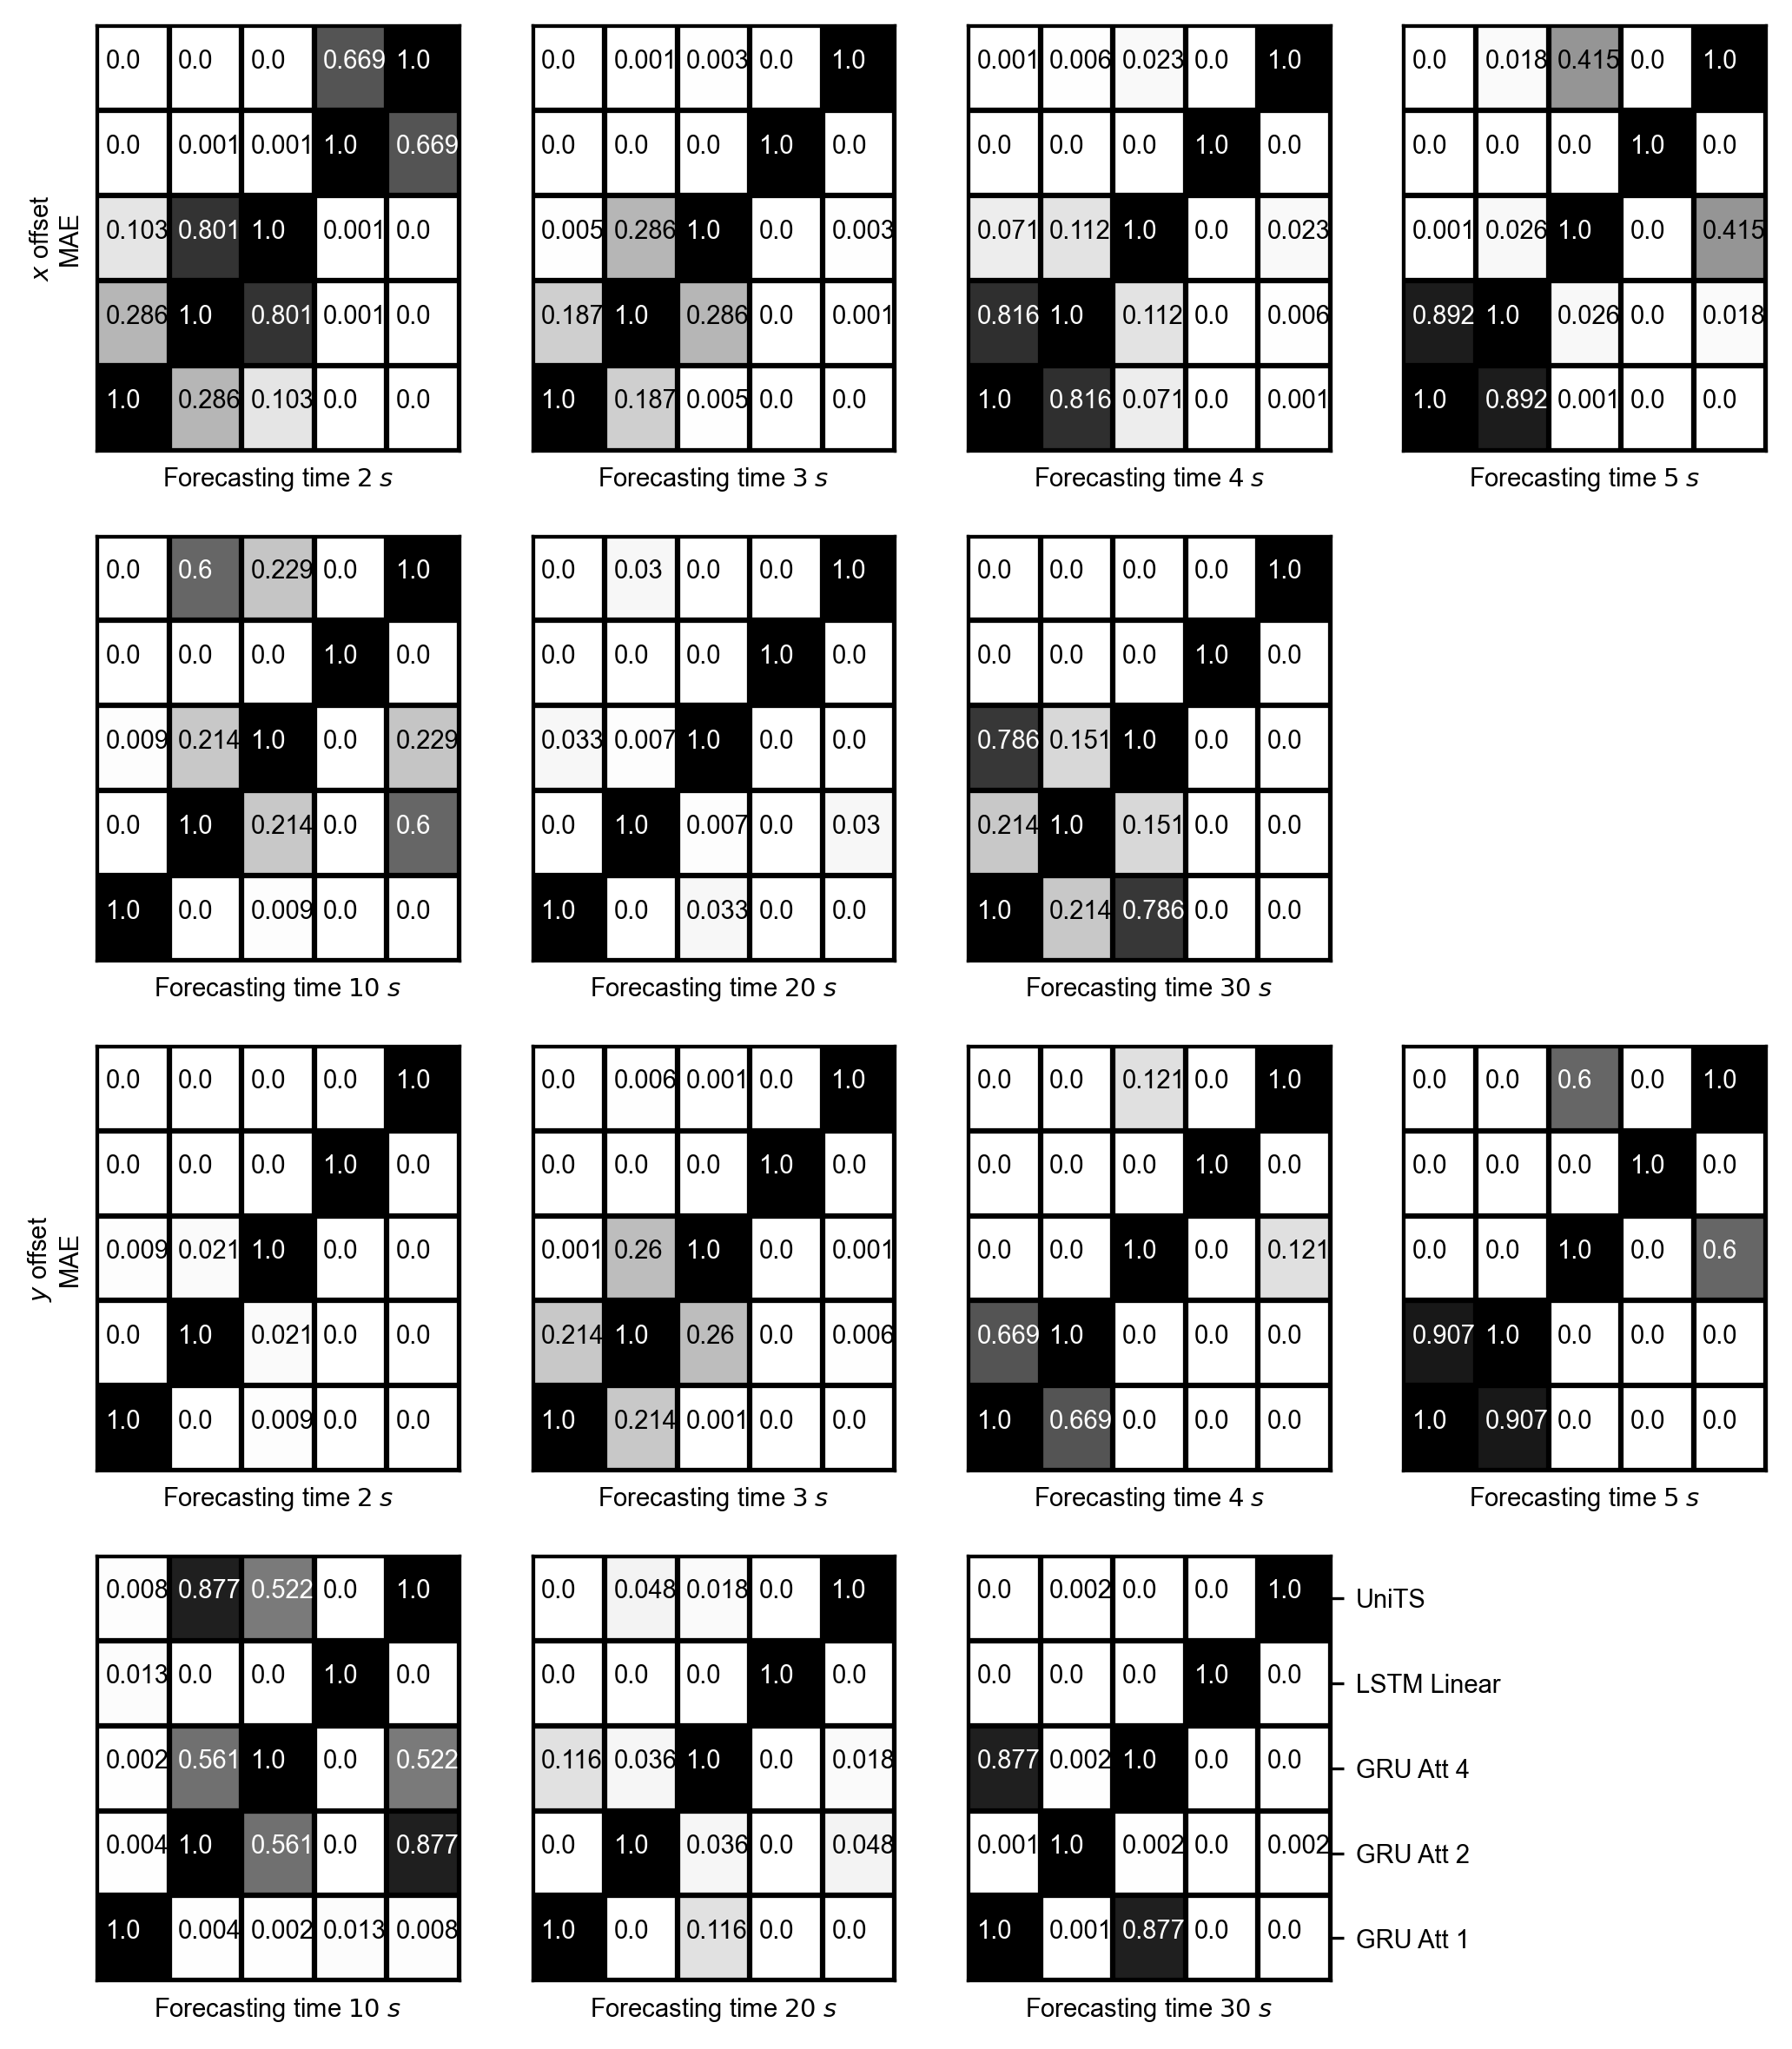 0.0 0.0 0.0 0.669 1.0 0.0 0.001 0.003 0.0 1.0 0.001 0.006 0.023 0.0 1.0 0.0 0.018 0.415 0.0 1.0
0.0 0.001 0.001 1.0 0.669 0.0 0.0 0.0 1.0 0.0 0.0 0.0 0.0 1.0 0.0 0.0 0.0 0.0 1.0 0.0
x offset
MAE
0.103 0.801 1.0 0.001 0.0 0.005 0.286 1.0 0.0 0.003 0.071 0.112 1.0 0.0 0.023 0.001 0.026 1.0 0.0 0.415
0.286 1.0 0.801 0.001 0.0 0.187 1.0 0.286 0.0 0.001 0.816 1.0 0.112 0.0 0.006 0.892 1.0 0.026 0.0 0.018
1.0 0.286 0.103 0.0 0.0 1.0 0.187 0.005 0.0 0.0 1.0 0.816 0.071 0.0 0.001 1.0 0.892 0.001 0.0 0.0
Forecasting time 2 s Forecasting time 3 s Forecasting time 4 s Forecasting time 5 s
0.0 0.6 0.229 0.0 1.0 0.0 0.03 0.0 0.0 1.0 0.0 0.0 0.0 0.0 1.0
0.0 0.0 0.0 1.0 0.0 0.0 0.0 0.0 1.0 0.0 0.0 0.0 0.0 1.0 0.0
0.009 0.214 1.0 0.0 0.229 0.033 0.007 1.0 0.0 0.0 0.786 0.151 1.0 0.0 0.0
0.0 1.0 0.214 0.0 0.6 0.0 1.0 0.007 0.0 0.03 0.214 1.0 0.151 0.0 0.0
1.0 0.0 0.009 0.0 0.0 1.0 0.0 0.033 0.0 0.0 1.0 0.214 0.786 0.0 0.0
Forecasting time 10 s Forecasting time 20 s Forecasting time 30 s
0.0 0.0 0.0 0.0 1.0 0.0 0.006 0.001 0.0 1.0 0.0 0.0 0.121 0.0 1.0 0.0 0.0 0.6 0.0 1.0
0.0 0.0 0.0 1.0 0.0 0.0 0.0 0.0 1.0 0.0 0.0 0.0 0.0 1.0 0.0 0.0 0.0 0.0 1.0 0.0
y offset
MAE
0.009 0.021 1.0 0.0 0.0 0.001 0.26 1.0 0.0 0.001 0.0 0.0 1.0 0.0 0.121 0.0 0.0 1.0 0.0 0.6
0.0 1.0 0.021 0.0 0.0 0.214 1.0 0.26 0.0 0.006 0.669 1.0 0.0 0.0 0.0 0.907 1.0 0.0 0.0 0.0
1.0 0.0 0.009 0.0 0.0 1.0 0.214 0.001 0.0 0.0 1.0 0.669 0.0 0.0 0.0 1.0 0.907 0.0 0.0 0.0
Forecasting time 2 s Forecasting time 3 s Forecasting time 4 s Forecasting time 5 s
0.008 0.877 0.522 0.0 1.0 0.0 0.048 0.018 0.0 1.0 0.0 0.002 0.0 0.0 1.0 UniTS
0.013 0.0 0.0 1.0 0.0 0.0 0.0 0.0 1.0 0.0 0.0 0.0 0.0 1.0 0.0 LSTM Linear
0.002 0.561 1.0 0.0 0.522 0.116 0.036 1.0 0.0 0.018 0.877 0.002 1.0 0.0 0.0 GRU Att 4
0.004 1.0 0.561 0.0 0.877 0.0 1.0 0.036 0.0 0.048 0.001 1.0 0.002 0.0 0.002 GRU Att 2
1.0 0.004 0.002 0.013 0.008 1.0 0.0 0.116 0.0 0.0 1.0 0.001 0.877 0.0 0.0 GRU Att 1
Forecasting time 10 s Forecasting time 20 s Forecasting time 30 s